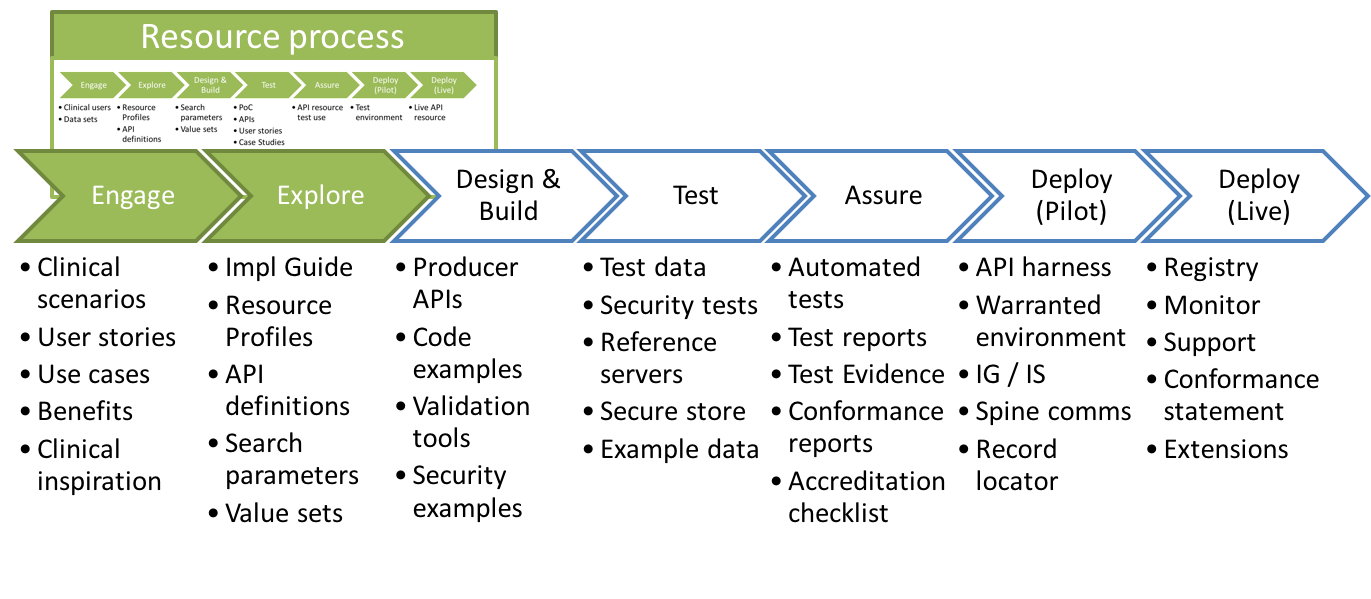 Resource process
Engage
Explore
Design &
Build
Test
Assure
Deploy
(Pilot)
Deploy
(Live)
• Clinical users
• Data sets
• Resource
Profiles
• API
definitions
• Search
parameters
• Value sets
• PoC
• APIs
• User stories
• Case Studies
• API resource
test use
• Test
environment
• Live API
resource
Engage
Explore
Design &
Build
Test
Assure
Deploy
(Pilot)
Deploy
(Live)
• Clinical
scenarios
• User stories
• Use cases
• Benefits
• Clinical
inspiration
• Impl Guide
• Resource
Profiles
• API
definitions
• Search
parameters
• Value sets
• Producer
APIs
• Code
examples
• Validation
tools
• Security
examples
• Test data
• Security tests
• Reference
servers
• Secure store
• Example data
• Automated
tests
• Test reports
• Test Evidence
• Conformance
reports
• Accreditation
checklist
• API harness
• Warranted
environment
• IG / IS
• Spine comms
• Record
locator
• Registry
• Monitor
• Support
• Conformance
statement
• Extensions